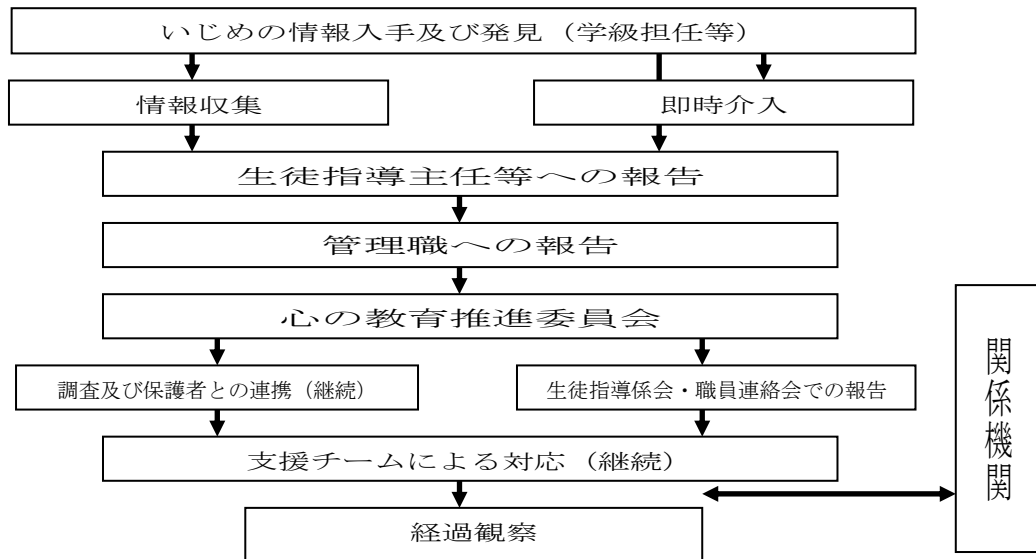 いじめの情報入手及び発見（学級担任等）
情報収集
即時介入
生徒指導主任等への報告
管理職への報告
心の教育推進委員会
調査及び保護者との連携（継続）
生徒指導係会・職員連絡会での報告
支援チームによる対応（継続）
経過観察
関係機関